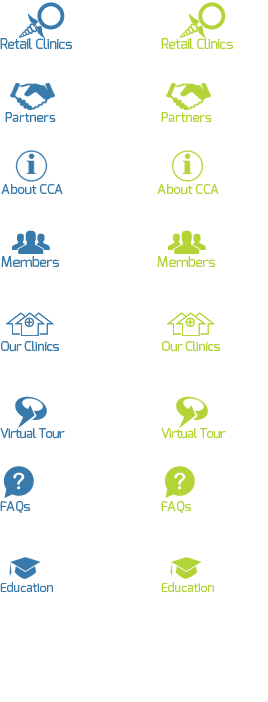 Retail Clinics Retail Clinics
Partners Partners
i i
About CCA About CCA
Members Members
Our Clinics Our Clinics
Virtual Tour Virtual Tour
? ?
FAQs FAQs
Education Education